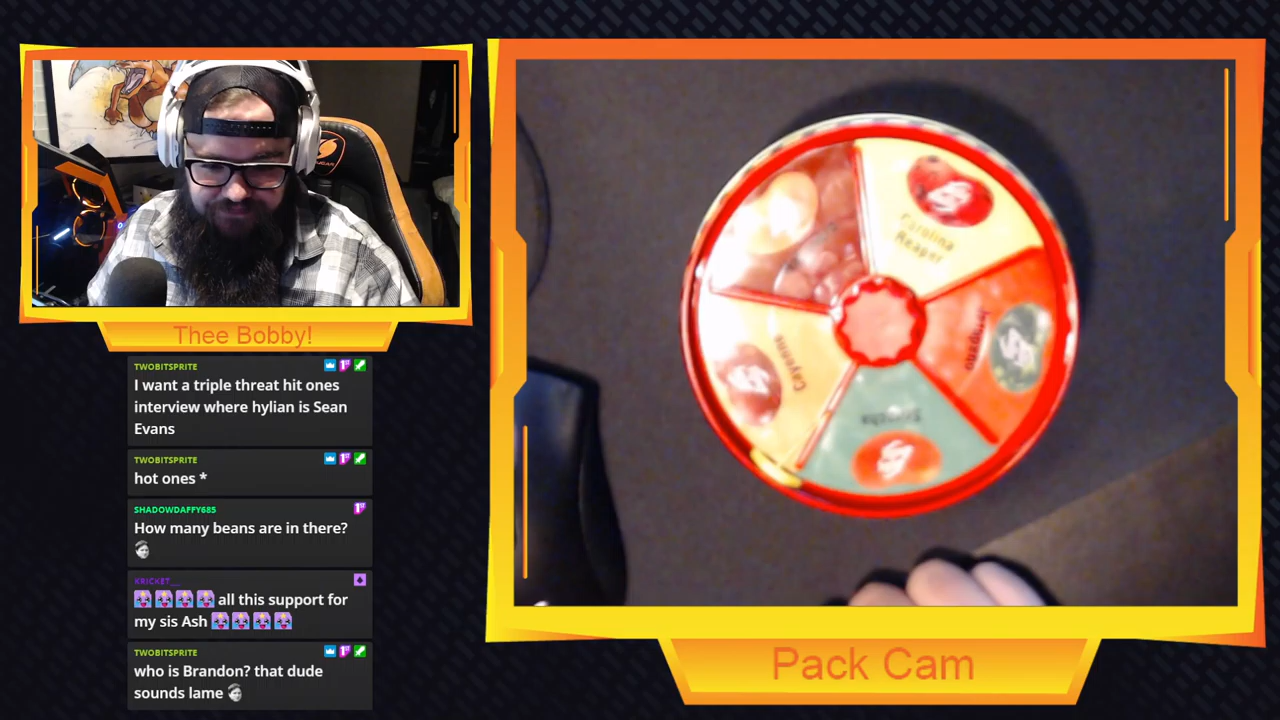 Thee Bobby!
TWOBITSPRITE
I want a triple threat hit ones
interview where hylian is Sean
Evans
TWOBITSPRITE
hot ones *
SHADOWDAFFY685
How many beans are in there?
KRICKET__
all this support for
my sis Ash
TWOBITSPRITE
who is Brandon? that dude
sounds lame
Carolina
Reaper
Jalapeño
Sriracha
Cayenne
Pack Cam